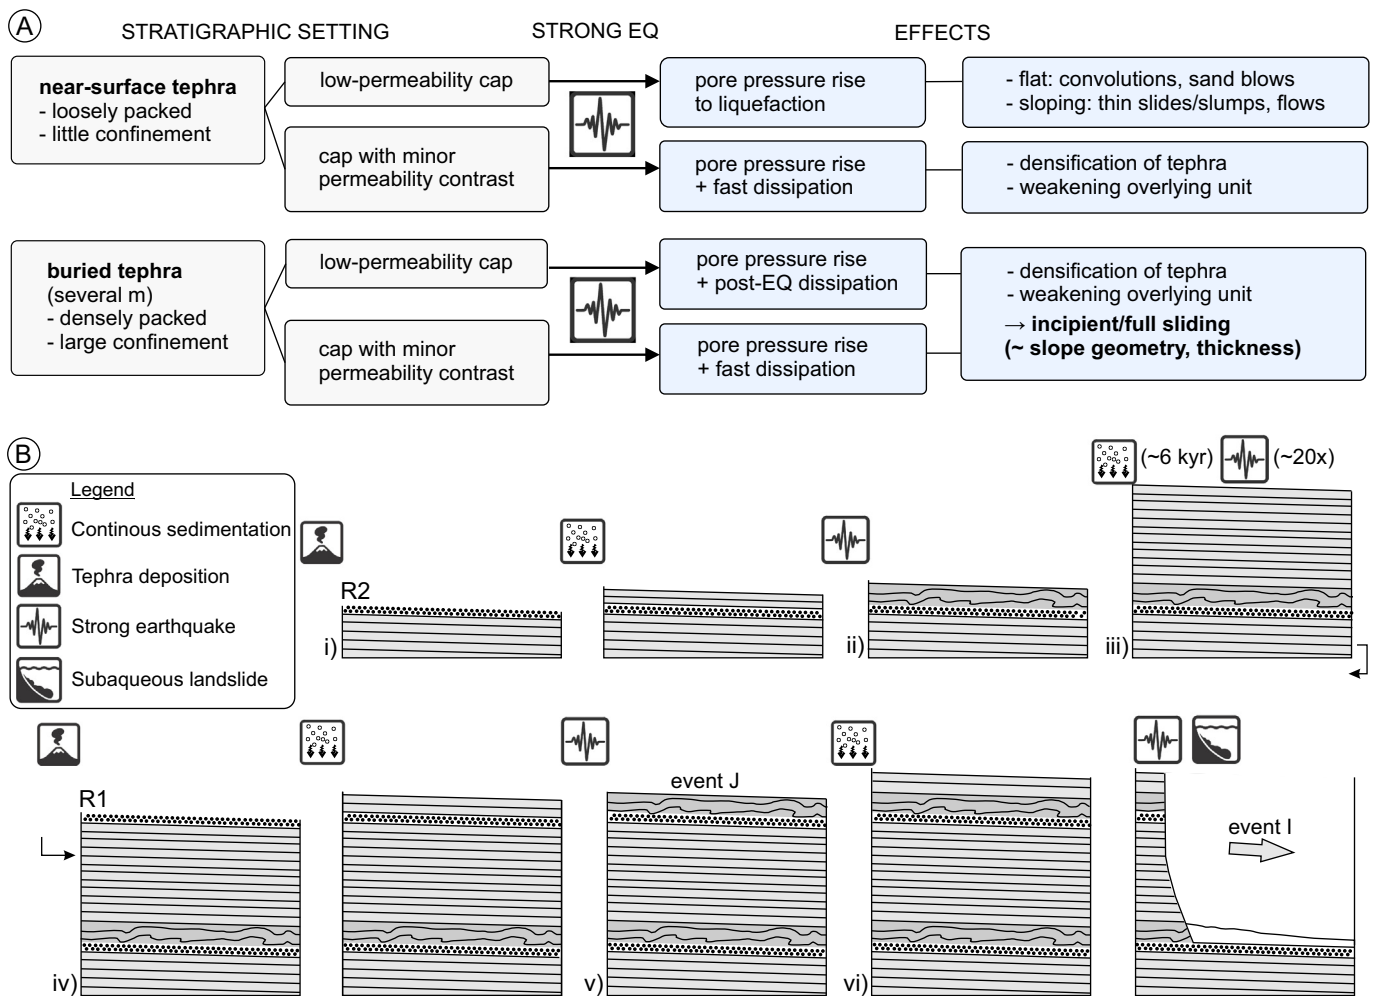 A
STRATIGRAPHIC SETTING
STRONG EQ
EFFECTS
near-surface tephra
- loosely packed
- little confinement
low-permeability cap
cap with minor
permeability contrast
pore pressure rise
to liquefaction
pore pressure rise
+ fast dissipation
- flat: convolutions, sand blows
- sloping: thin slides/slumps, flows
- densification of tephra
- weakening overlying unit
buried tephra
(several m)
- densely packed
- large confinement
low-permeability cap
cap with minor
permeability contrast
pore pressure rise
+ post-EQ dissipation
pore pressure rise
+ fast dissipation
- densification of tephra
- weakening overlying unit
→ incipient/full sliding
(~ slope geometry, thickness)
B
Legend
Continous sedimentation
Tephra deposition
Strong earthquake
Subaqueous landslide
R2
i)
ii)
(~6 kyr)
(~20x)
iii)
R1
iv)
event J
v)
vi)
event I